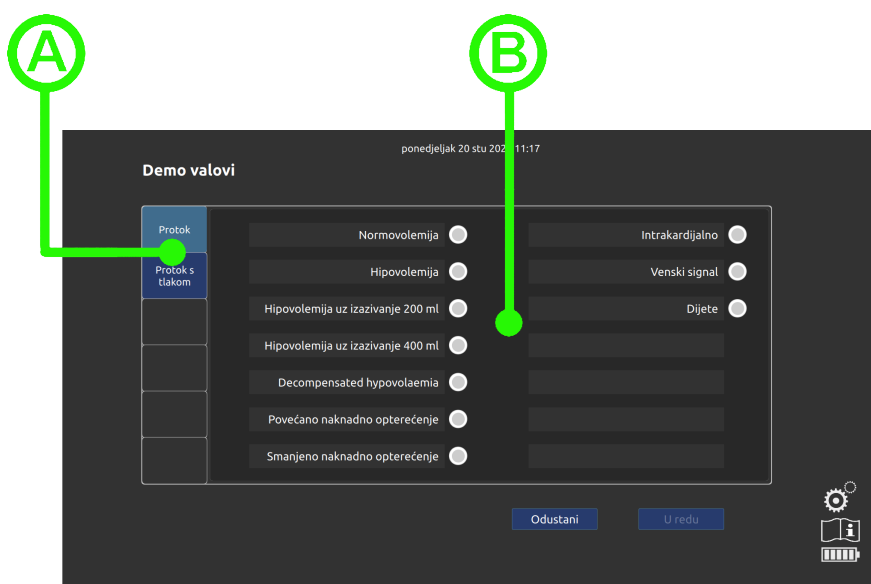 A
B
ponedjeljak 20 stu 202 11:17
Demo valovi
Protok
Protok s
tlakom
Normovolemija
Hipovolemija
Hipovolemija uz izazivanje 200 ml
Hipovolemija uz izazivanje 400 ml
Decompensated hypovolaemia
Povećano naknadno opterećenje
Smanjeno naknadno opterećenje
Intrakardijalno
Venski signal
Dijete
Odustani
U redu
i